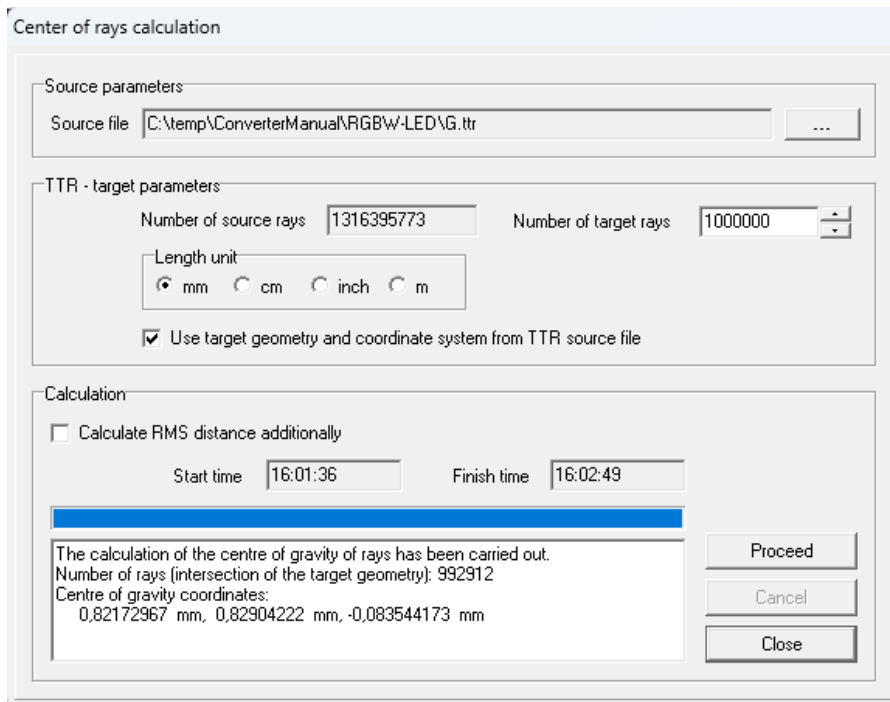 Center of rays calculation
Source parameters
Source file C:\temp\ConverterManual\RGBW-LED\G.ttr ...
TTR - target parameters
Number of source rays 1316395773 Number of target rays 1000000
Length unit
mm cm inch m
Use target geometry and coordinate system from TTR source file
Calculation
Calculate RMS distance additionally
Start time 16:01:36 Finish time 16:02:49
The calculation of the centre of gravity of rays has been carried out.
Number of rays (intersection of the target geometry): 992912
Centre of gravity coordinates:
0,82172967 mm, 0,82904222 mm, -0,083544173 mm
Proceed
Cancel
Close